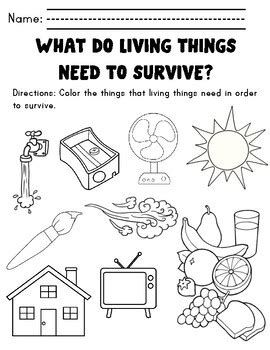 Name:
WHAT DO LIVING THINGS
NEED TO SURVIVE?
Directions: Color the things that living things need in order
to survive.